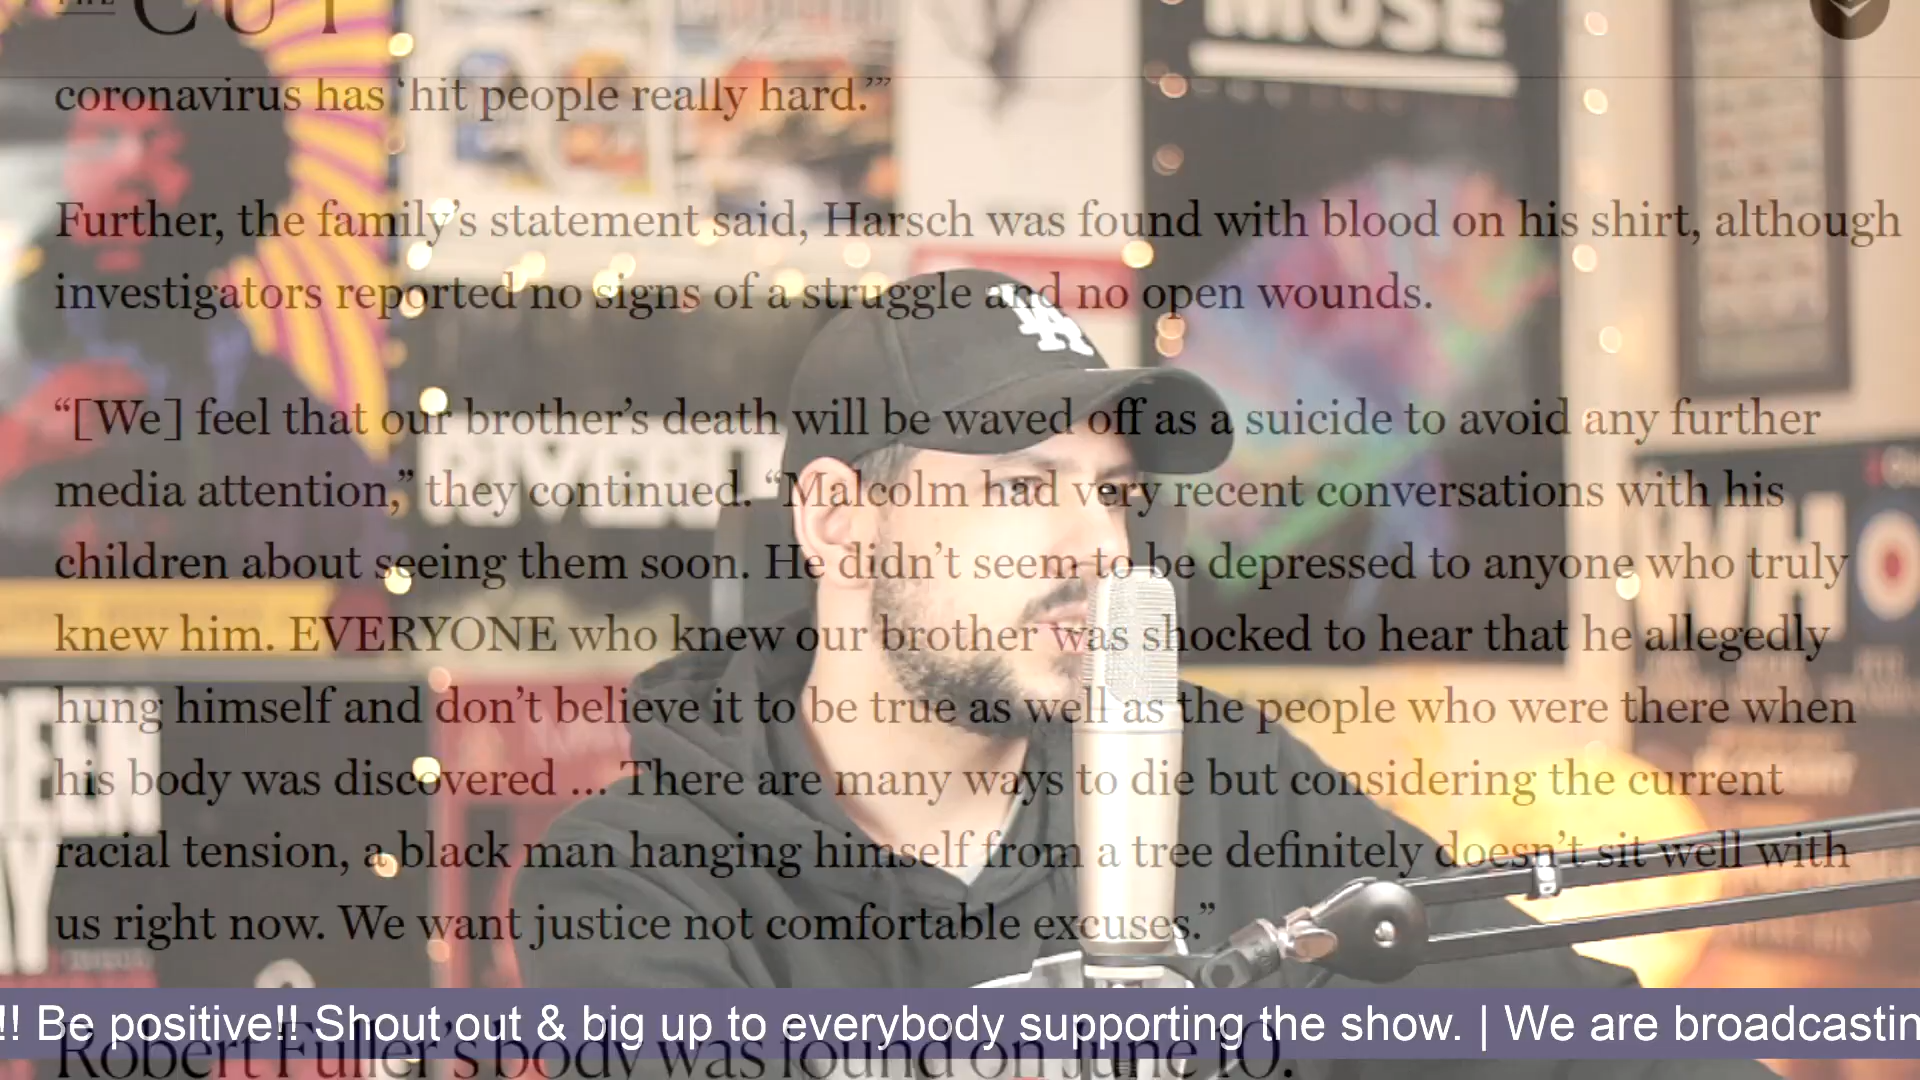 THE CUT
MUSE
coronavirus has ‘hit people really hard.’”
Further, the family’s statement said, Harsch was found with blood on his shirt, although
investigators reported no signs of a struggle and no open wounds.
LA
“[We] feel that our brother’s death will be waved off as a suicide to avoid any further
media attention,” they continued. “Malcolm had very recent conversations with his
children about seeing them soon. He didn’t seem to be depressed to anyone who truly
knew him. EVERYONE who knew our brother was shocked to hear that he allegedly
hung himself and don’t believe it to be true as well as the people who were there when
his body was discovered ... There are many ways to die but considering the current
racial tension, a black man hanging himself from a tree definitely doesn’t sit well with
us right now. We want justice not comfortable excuses.”
!! Be positive!! Shout out & big up to everybody supporting the show. | We are broadcastin
Robert Fuller’s body was found on June 10.